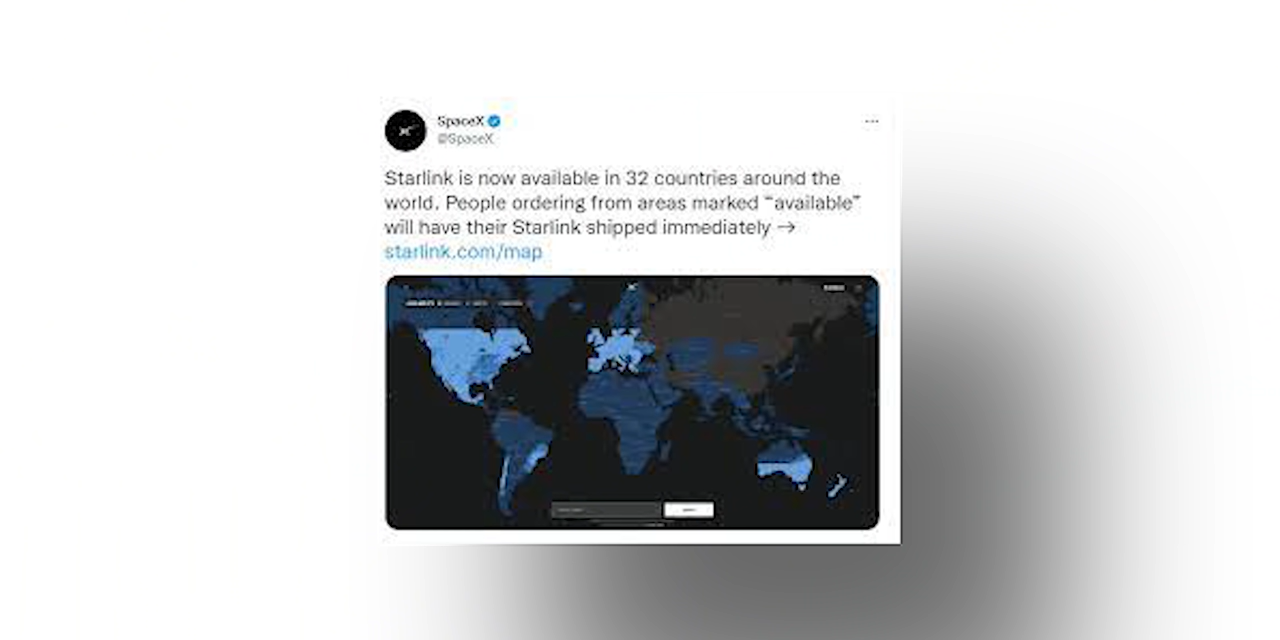 SpaceX
@SpaceX
Starlink is now available in 32 countries around the
world. People ordering from areas marked “available”
will have their Starlink shipped immediately →
starlink.com/map